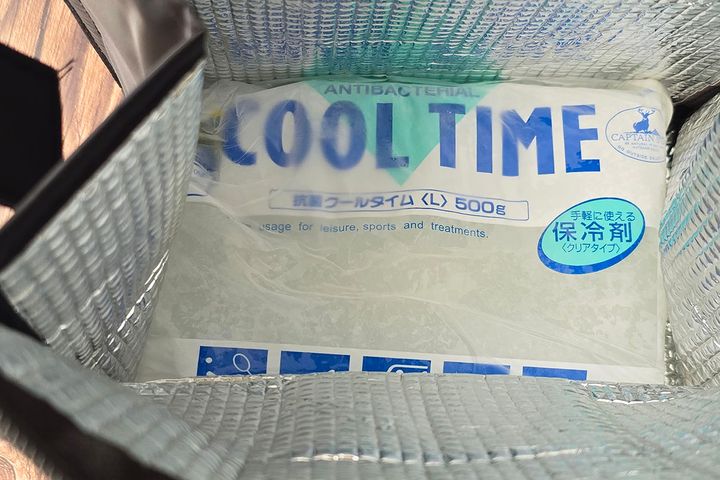 ANTIBACTERIAL
COOL TIME
CAPTAIN
抗菌クールタイム〈L〉500g
usage for leisure, sports and treatments.
手軽に使える
保冷剤
〈クリアタイプ〉